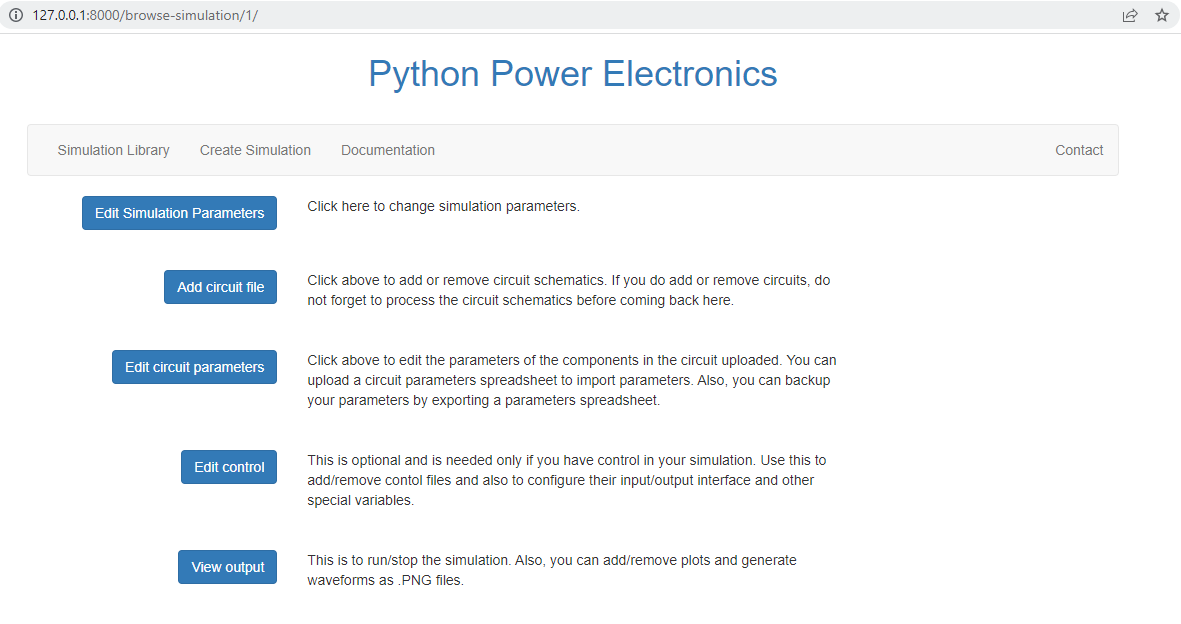 127.0.0.1:8000/browse-simulation/1/
Python Power Electronics
Simulation Library Create Simulation Documentation Contact
Edit Simulation Parameters Click here to change simulation parameters.
Add circuit file Click above to add or remove circuit schematics. If you do add or remove circuits, do
not forget to process the circuit schematics before coming back here.
Edit circuit parameters Click above to edit the parameters of the components in the circuit uploaded. You can
upload a circuit parameters spreadsheet to import parameters. Also, you can backup
your parameters by exporting a parameters spreadsheet.
Edit control This is optional and is needed only if you have control in your simulation. Use this to
add/remove contol files and also to configure their input/output interface and other
special variables.
View output This is to run/stop the simulation. Also, you can add/remove plots and generate
waveforms as .PNG files.